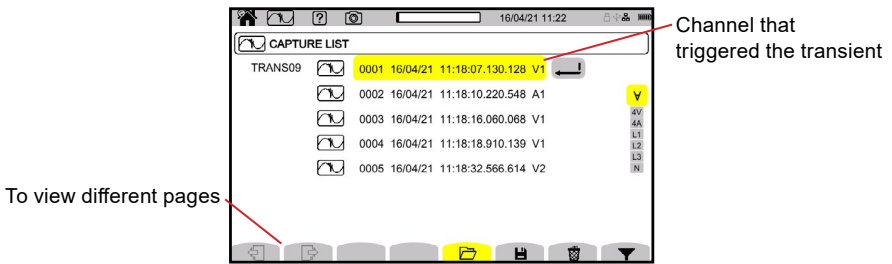 ? 16/04/21 11:22
Channel that
triggered the transient
CAPTURE LIST
TRANS09 0001 16/04/21 11:18:07.130.128 V1
0002 16/04/21 11:18:10.220.548 A1
0003 16/04/21 11:18:16.060.068 V1
0004 16/04/21 11:18:18.910.139 V1
0005 16/04/21 11:18:32.566.614 V2
∀
4V
4A
L1
L2
L3
N
To view different pages